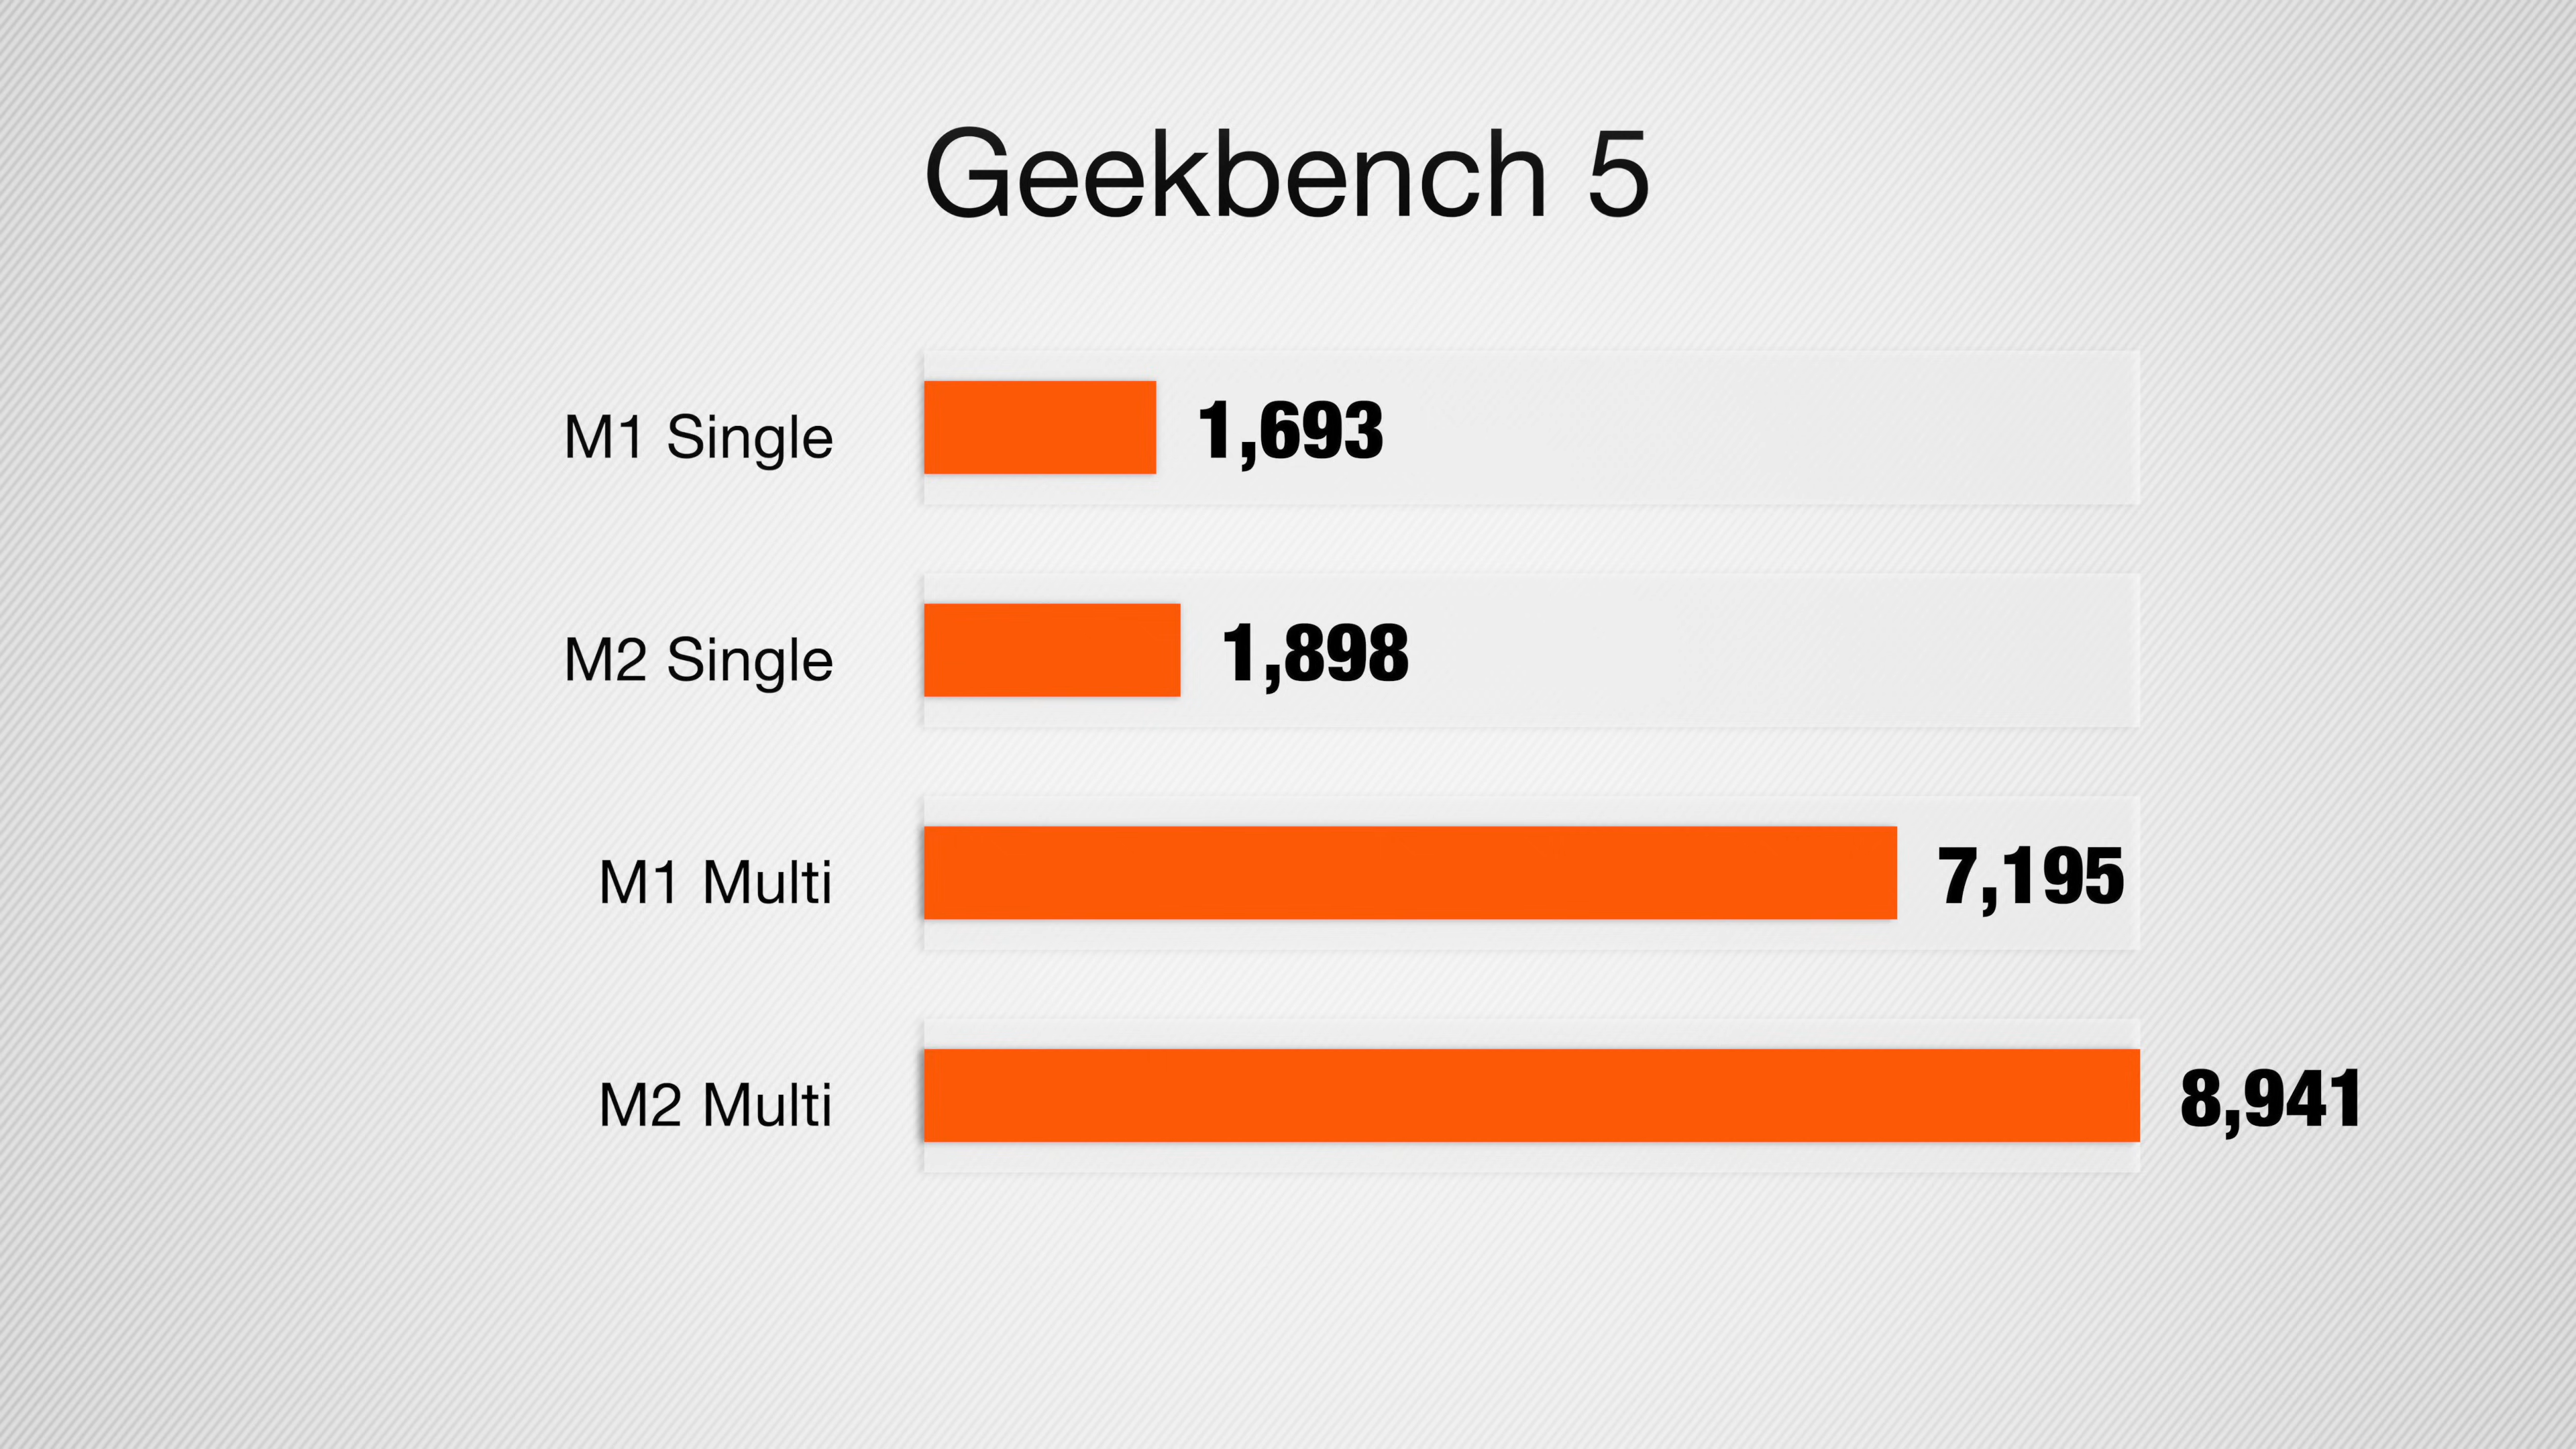 Geekbench 5
M1 Single 1,693
M2 Single 1,898
M1 Multi 7,195
M2 Multi 8,941